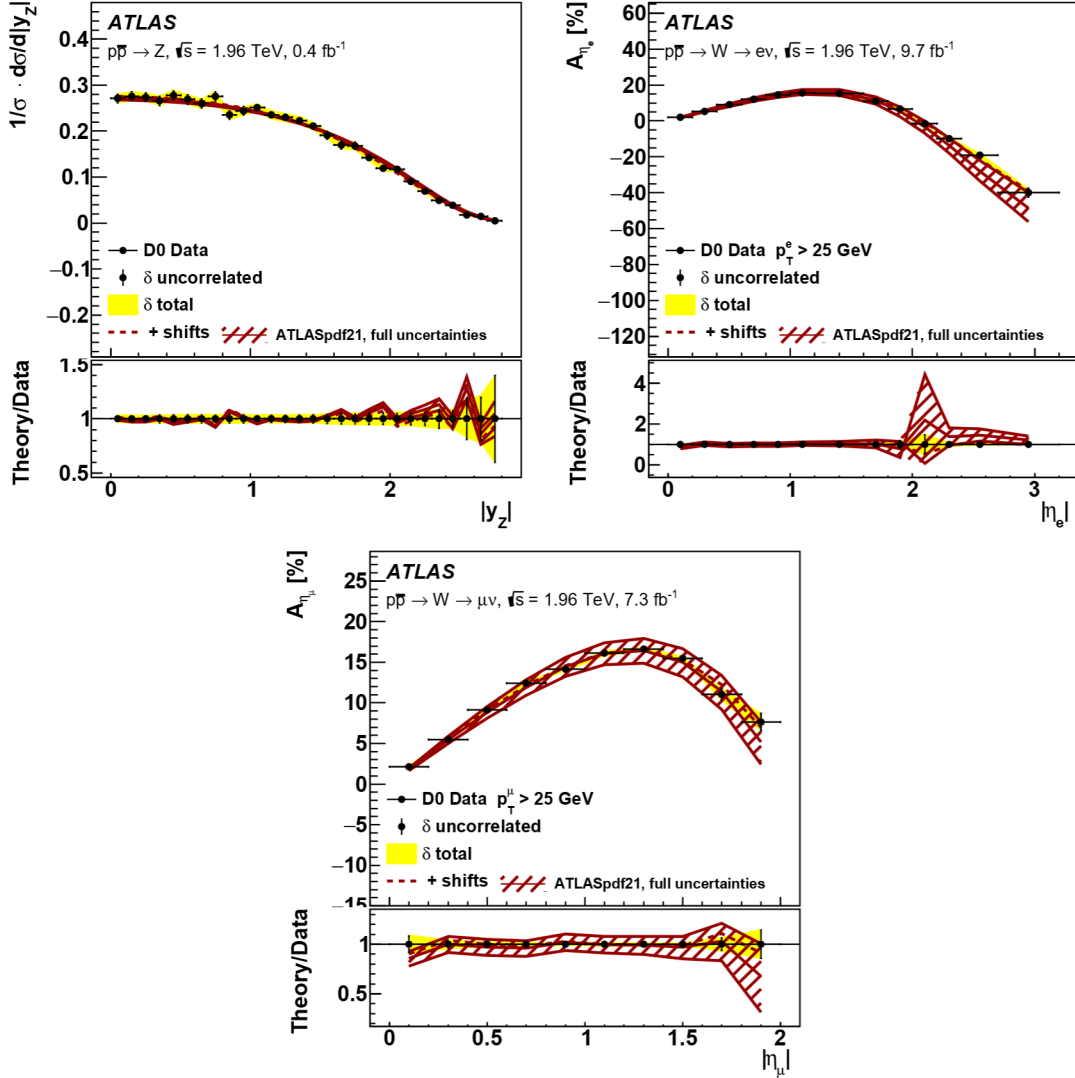 ATLAS
pp̅ → Z, √s = 1.96 TeV, 0.4 fb⁻¹
1/σ · dσ/d|y_Z|
0.4
0.3
0.2
0.1
0
−0.1
−0.2
D0 Data
δ uncorrelated
δ total
+ shifts
ATLASpdf21, full uncertainties
Theory/Data
1.5
1
0.5
0 1 2
|y_Z|
ATLAS
pp̅ → W → eν, √s = 1.96 TeV, 9.7 fb⁻¹
A_η_e [%]
60
40
20
0
−20
−40
−60
−80
−100
−120
D0 Data p_T^e > 25 GeV
δ uncorrelated
δ total
+ shifts
ATLASpdf21, full uncertainties
Theory/Data
4
2
0
0 1 2 3
|η_e|
ATLAS
pp̅ → W → μν, √s = 1.96 TeV, 7.3 fb⁻¹
A_η_μ [%]
25
20
15
10
5
0
−5
−10
−15
D0 Data p_T^μ > 25 GeV
δ uncorrelated
δ total
+ shifts
ATLASpdf21, full uncertainties
Theory/Data
1
0.5
0 0.5 1 1.5 2
|η_μ|